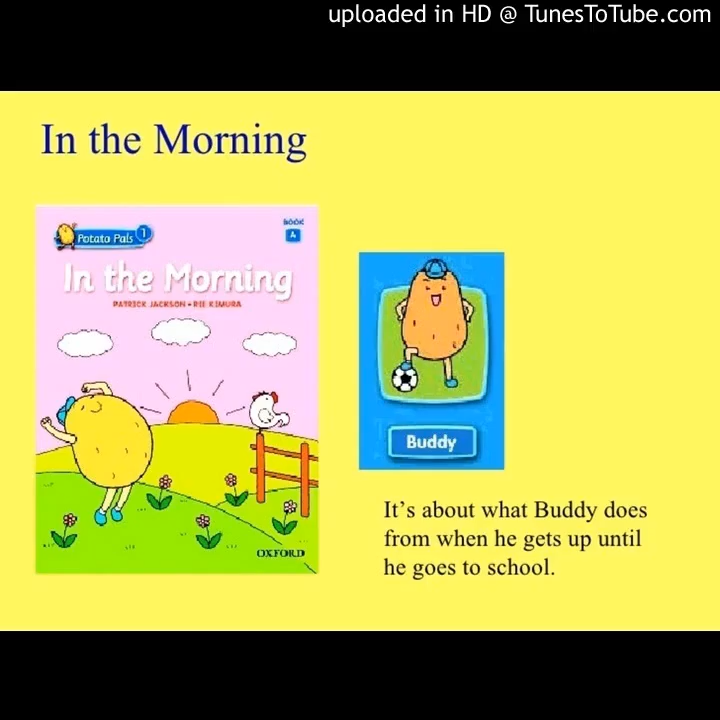 uploaded in HD @ TunesToTube.com
In the Morning
Potato Pals 1
BOOK
A
In the Morning
PATRICK JACKSON • RIE KIMURA
OXFORD
Buddy
It's about what Buddy does
from when he gets up until
he goes to school.